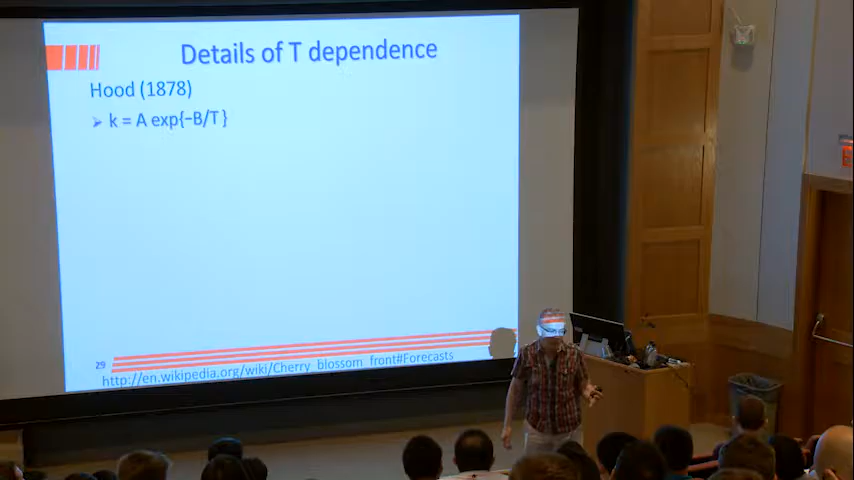 Details of T dependence
Hood (1878)
➢ k = A exp{−B/T}
29
http://en.wikipedia.org/wiki/Cherry_blossom_front#Forecasts